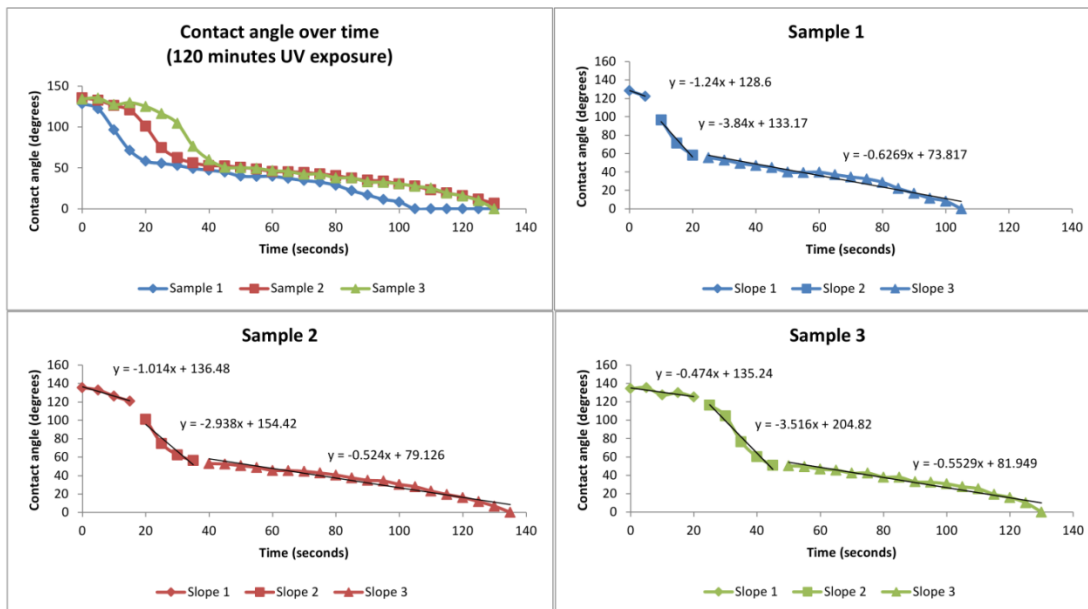 Contact angle over time
(120 minutes UV exposure)
Contact angle (degrees)
150
100
50
0
0 20 40 60 80 100 120 140
Time (seconds)
Sample 1 Sample 2 Sample 3
Sample 1
Contact angle (degrees)
160
140
120
100
80
60
40
20
0
y = -1.24x + 128.6
y = -3.84x + 133.17
y = -0.6269x + 73.817
0 20 40 60 80 100 120 140
Time (seconds)
Slope 1 Slope 2 Slope 3
Sample 2
Contact angle (degrees)
160
140
120
100
80
60
40
20
0
y = -1.014x + 136.48
y = -2.938x + 154.42
y = -0.524x + 79.126
0 20 40 60 80 100 120 140
Time (seconds)
Slope 1 Slope 2 Slope 3
Sample 3
Contact angle (degrees)
160
140
120
100
80
60
40
20
0
y = -0.474x + 135.24
y = -3.516x + 204.82
y = -0.5529x + 81.949
0 20 40 60 80 100 120 140
Time (seconds)
Slope 1 Slope 2 Slope 3